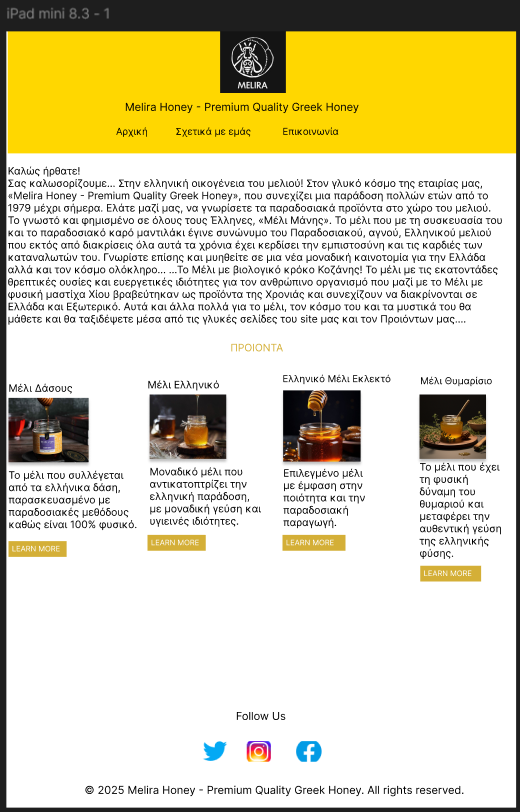 iPad mini 8.3 - 1
MELIRA
Melira Honey - Premium Quality Greek Honey
Αρχική Σχετικά με εμάς Επικοινωνία
Καλώς ήρθατε!
Σας καλωσορίζουμε... Στην ελληνική οικογένεια του μελιού! Στον γλυκό κόσμο της εταιρίας μας,
«Melira Honey - Premium Quality Greek Honey», που συνεχίζει μια παράδοση πολλών ετών από το
1979 μέχρι σήμερα. Ελάτε μαζί μας, να γνωρίσετε τα παραδοσιακά προϊόντα στο χώρο του μελιού.
Το γνωστό και φημισμένο σε όλους τους Έλληνες, «Μέλι Μάνης». Το μέλι που με τη συσκευασία του
και το παραδοσιακό καρό μαντιλάκι έγινε συνώνυμο του Παραδοσιακού, αγνού, Ελληνικού μελιού
που εκτός από διακρίσεις όλα αυτά τα χρόνια έχει κερδίσει την εμπιστοσύνη και τις καρδιές των
καταναλωτών του. Γνωρίστε επίσης και μυηθείτε σε μια νέα μοναδική καινοτομία για την Ελλάδα
αλλά και τον κόσμο ολόκληρο... ...Το Μέλι με βιολογικό κρόκο Κοζάνης! Το μέλι με τις εκατοντάδες
θρεπτικές ουσίες και ευεργετικές ιδιότητες για τον ανθρώπινο οργανισμό που μαζί με το Μέλι με
φυσική μαστίχα Χίου βραβεύτηκαν ως προϊόντα της Χρονιάς και συνεχίζουν να διακρίνονται σε
Ελλάδα και Εξωτερικό. Αυτά και άλλα πολλά για το μέλι, τον κόσμο του και τα μυστικά του θα
μάθετε και θα ταξιδέψετε μέσα από τις γλυκές σελίδες του site μας και τον Προιόντων μας....
ΠΡΟΙΟΝΤΑ
Μέλι Δάσους
Το μέλι που συλλέγεται
από τα ελλήνικα δάση,
παρασκευασμένο με
παραδοσιακές μεθόδους
καθώς είναι 100% φυσικό.
LEARN MORE
Μέλι Ελληνικό
Μοναδικό μέλι που
αντικατοπτρίζει την
ελληνική παράδοση,
με μοναδική γεύση και
υγιεινές ιδιότητες.
LEARN MORE
Ελληνικό Μέλι Εκλεκτό
Επιλεγμένο μέλι
με έμφαση στην
ποιότητα και την
παραδοσιακή
παραγωγή.
LEARN MORE
Μέλι Θυμαρίσιο
Το μέλι που έχει
τη φυσική
δύναμη του
θυμαριού και
μεταφέρει την
αυθεντική γεύση
της ελληνικής
φύσης.
LEARN MORE
Follow Us
© 2025 Melira Honey - Premium Quality Greek Honey. All rights reserved.